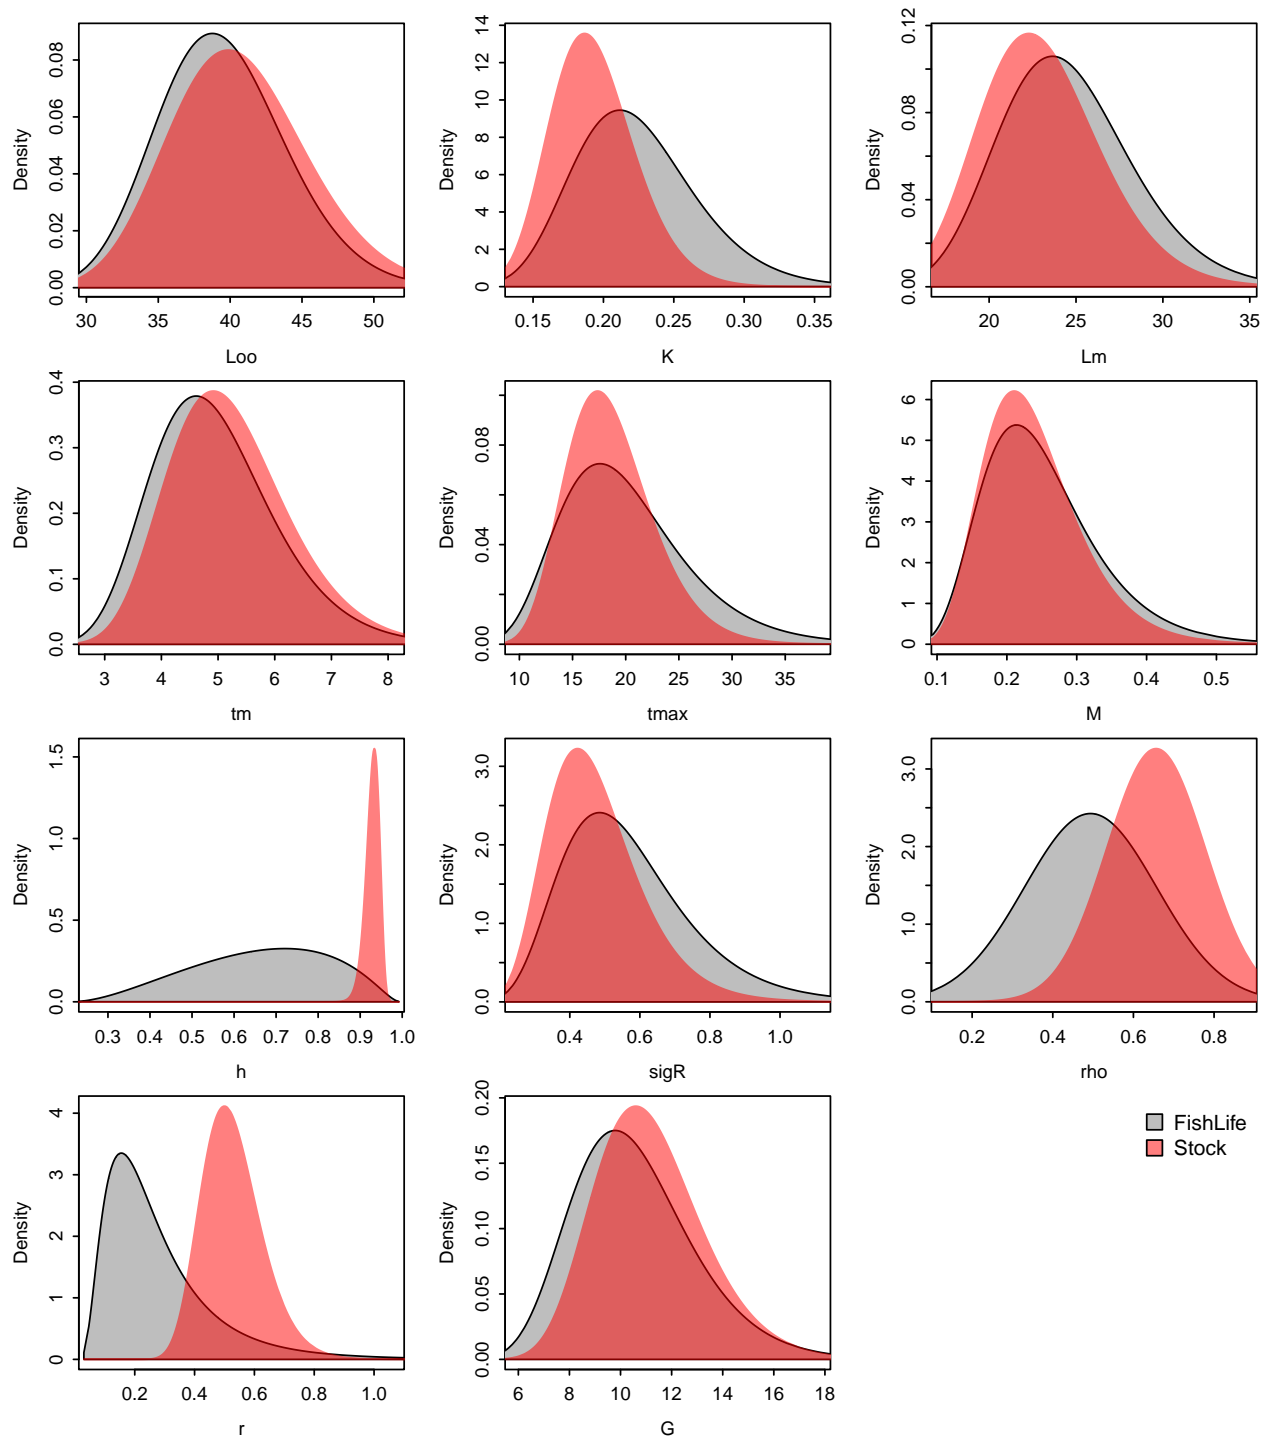 Density
0.00 0.02 0.04 0.06 0.08
30 35 40 45 50
Loo
Density
0 2 4 6 8 10 12 14
0.15 0.20 0.25 0.30 0.35
K
Density
0.00 0.04 0.08 0.12
20 25 30 35
Lm
Density
0.0 0.1 0.2 0.3 0.4
3 4 5 6 7 8
tm
Density
0.00 0.04 0.08
10 15 20 25 30 35
tmax
Density
0 1 2 3 4 5 6
0.1 0.2 0.3 0.4 0.5
M
Density
0.0 0.5 1.0 1.5
0.3 0.4 0.5 0.6 0.7 0.8 0.9 1.0
h
Density
0.0 1.0 2.0 3.0
0.4 0.6 0.8 1.0
sigR
Density
0.0 1.0 2.0 3.0
0.2 0.4 0.6 0.8
rho
Density
0 1 2 3 4
0.2 0.4 0.6 0.8 1.0
r
Density
0.00 0.05 0.10 0.15 0.20
6 8 10 12 14 16 18
G
FishLife
Stock